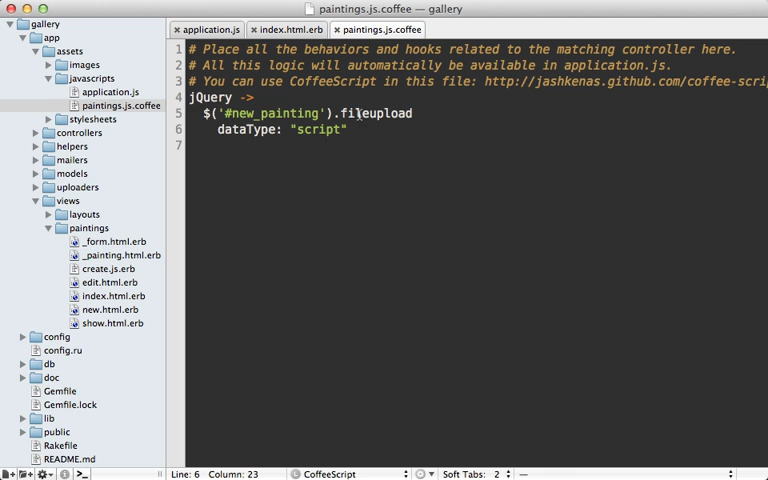 paintings.js.coffee — gallery
gallery
app
assets
images
javascripts
application.js
paintings.js.coffee
stylesheets
controllers
helpers
mailers
models
uploaders
views
layouts
paintings
_form.html.erb
_painting.html.erb
create.js.erb
edit.html.erb
index.html.erb
new.html.erb
show.html.erb
config
config.ru
db
doc
Gemfile
Gemfile.lock
lib
public
Rakefile
README.md
application.js index.html.erb paintings.js.coffee
1 # Place all the behaviors and hooks related to the matching controller here.
2 # All this logic will automatically be available in application.js.
3 # You can use CoffeeScript in this file: http://jashkenas.github.com/coffee-scri
4 jQuery ->
5 $('#new_painting').fileupload
6 dataType: "script"
7
Line: 6 Column: 23 CoffeeScript Soft Tabs: 2 —